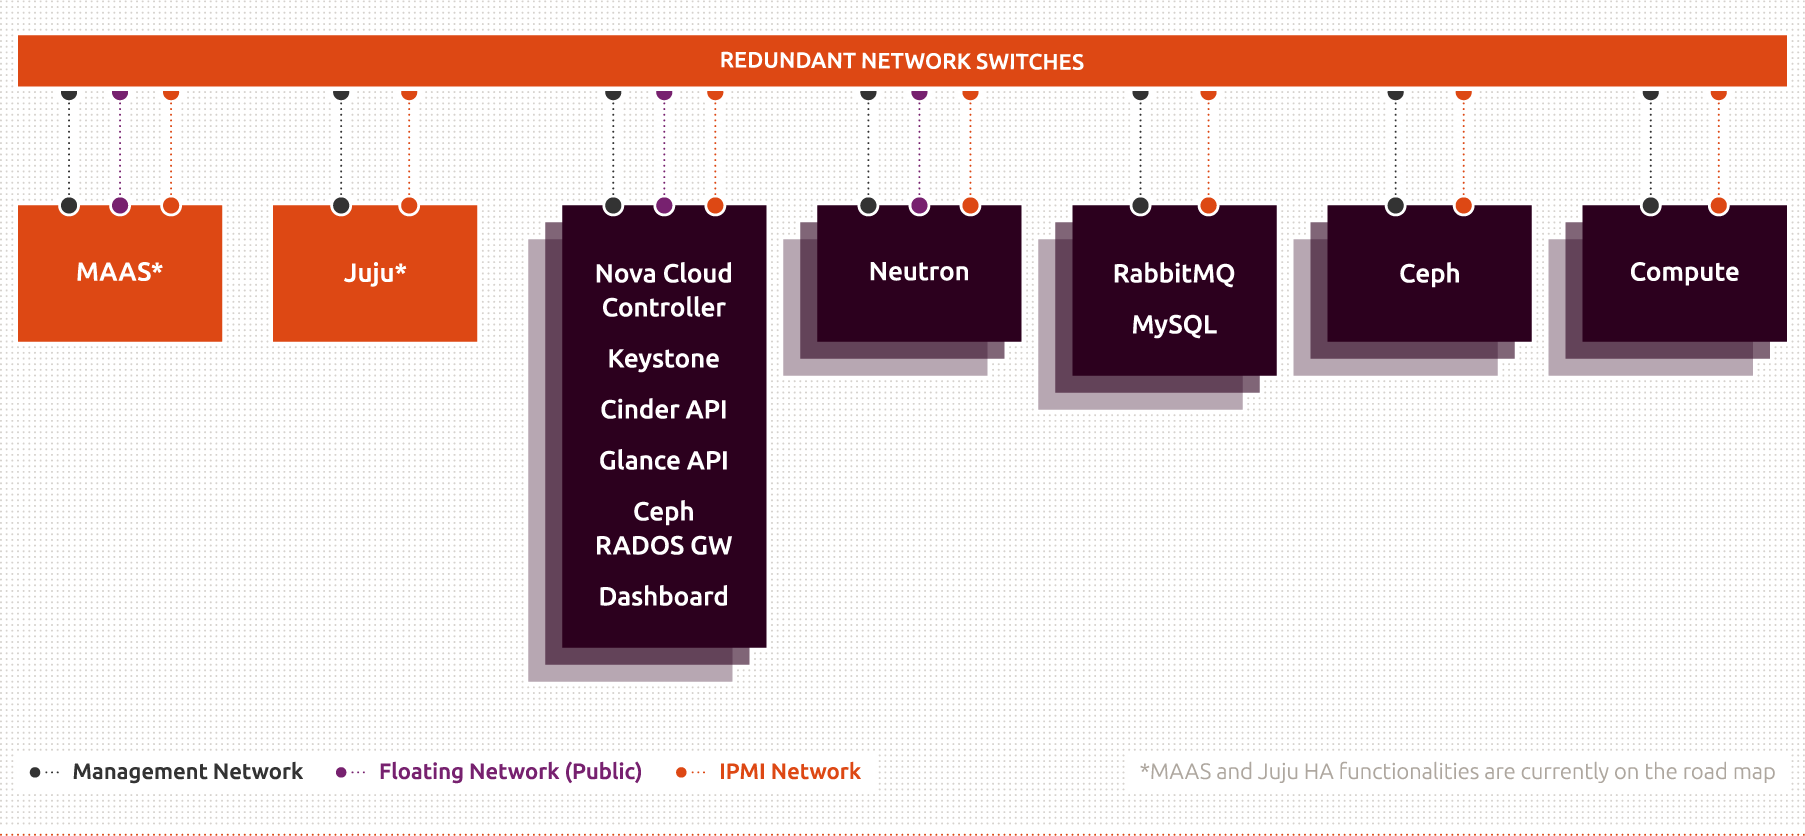 REDUNDANT NETWORK SWITCHES
MAAS*
Juju*
Nova Cloud
Controller
Keystone
Cinder API
Glance API
Ceph
RADOS GW
Dashboard
Neutron
RabbitMQ
MySQL
Ceph
Compute
Management Network
Floating Network (Public)
IPMI Network
*MAAS and Juju HA functionalities are currently on the road map